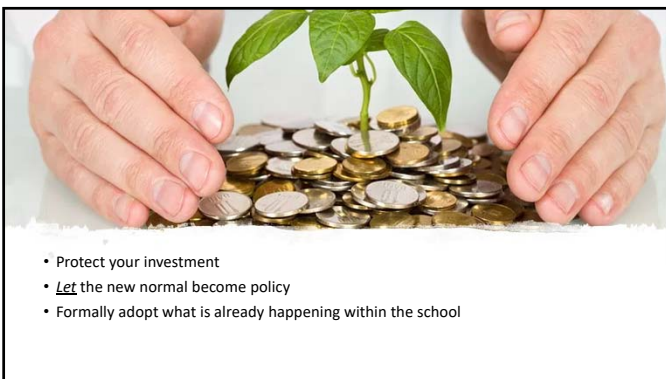 • Protect your investment
• Let the new normal become policy
• Formally adopt what is already happening within the school